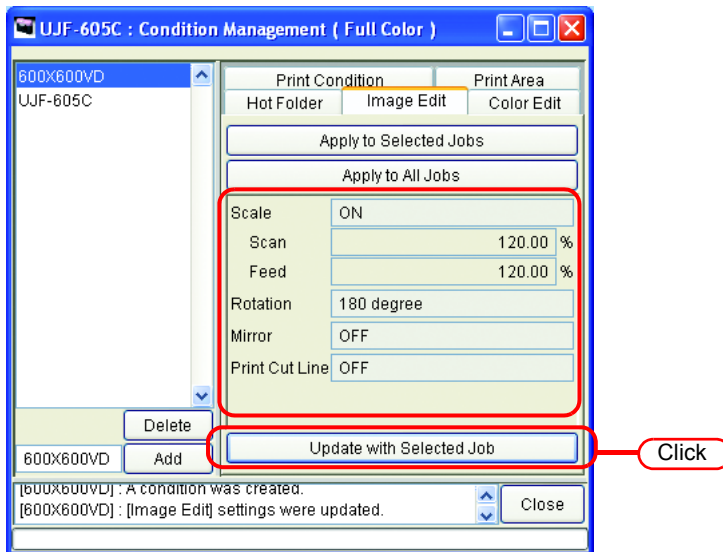 UJF-605C : Condition Management ( Full Color )
600X600VD
UJF-605C
Print Condition
Print Area
Hot Folder
Image Edit
Color Edit
Apply to Selected Jobs
Apply to All Jobs
Scale ON
Scan 120.00 %
Feed 120.00 %
Rotation 180 degree
Mirror OFF
Print Cut Line OFF
Delete
600X600VD Add
Update with Selected Job
Click
[600X600VD] : A condition was created.
[600X600VD] : [Image Edit] settings were updated.
Close